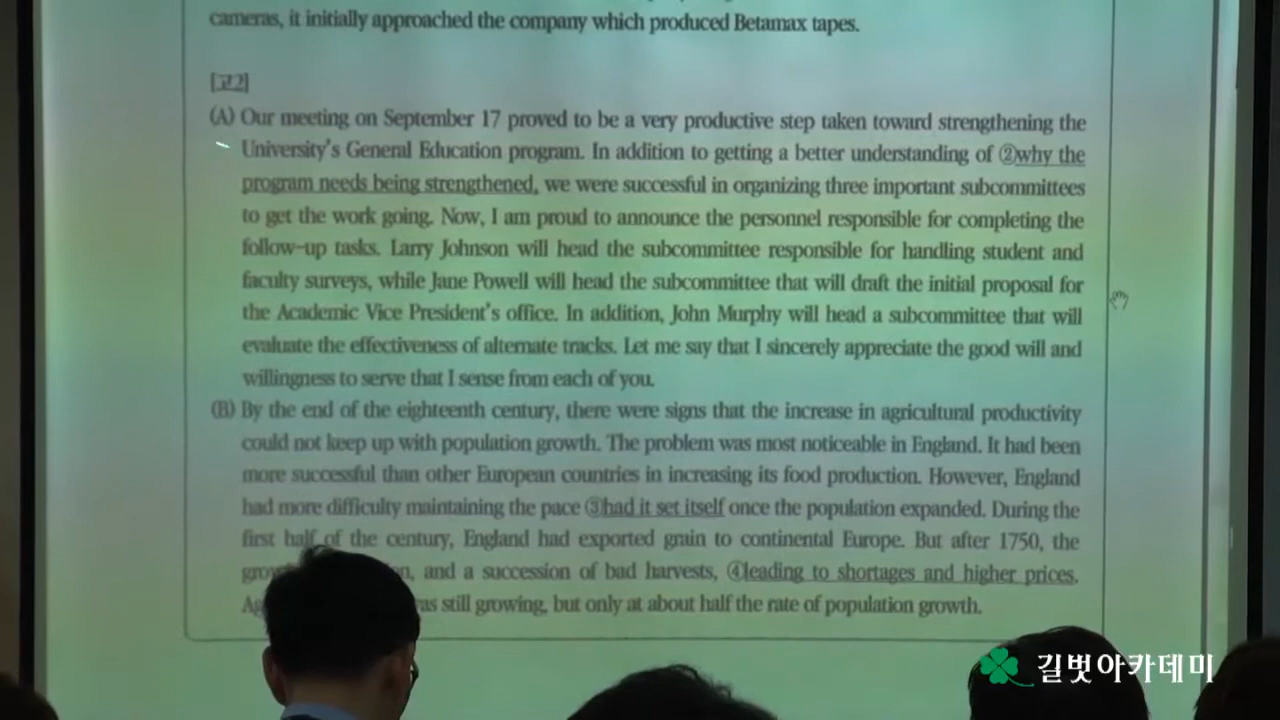 cameras, it initially approached the company which produced Betamax tapes.
[고2]
(A) Our meeting on September 17 proved to be a very productive step taken toward strengthening the
University's General Education program. In addition to getting a better understanding of ②why the
program needs being strengthened, we were successful in organizing three important subcommittees
to get the work going. Now, I am proud to announce the personnel responsible for completing the
follow-up tasks. Larry Johnson will head the subcommittee responsible for handling student and
faculty surveys, while Jane Powell will head the subcommittee that will draft the initial proposal for
the Academic Vice President's office. In addition, John Murphy will head a subcommittee that will
evaluate the effectiveness of alternate tracks. Let me say that I sincerely appreciate the good will and
willingness to serve that I sense from each of you.
(B) By the end of the eighteenth century, there were signs that the increase in agricultural productivity
could not keep up with population growth. The problem was most noticeable in England. It had been
more successful than other European countries in increasing its food production. However, England
had more difficulty maintaining the pace ③had it set itself once the population expanded. During the
first half of the century, England had exported grain to continental Europe. But after 1750, the
and a succession of bad harvests, ④leading to shortages and higher prices.
still growing, but only at about half the rate of population growth.
길벗아카데미